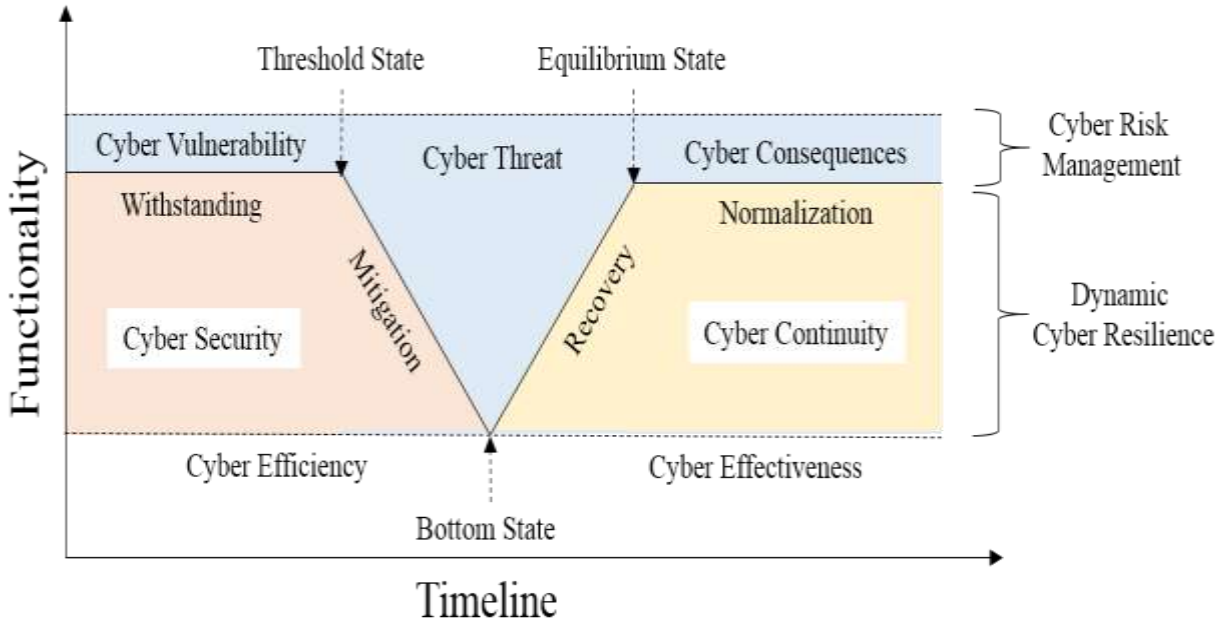 Threshold State
Equilibrium State
Cyber Vulnerability
Cyber Threat
Cyber Consequences
Cyber Risk
Management
Withstanding
Normalization
Functionality
Mitigation
Recovery
Cyber Security
Cyber Continuity
Dynamic
Cyber Resilience
Cyber Efficiency
Cyber Effectiveness
Bottom State
Timeline